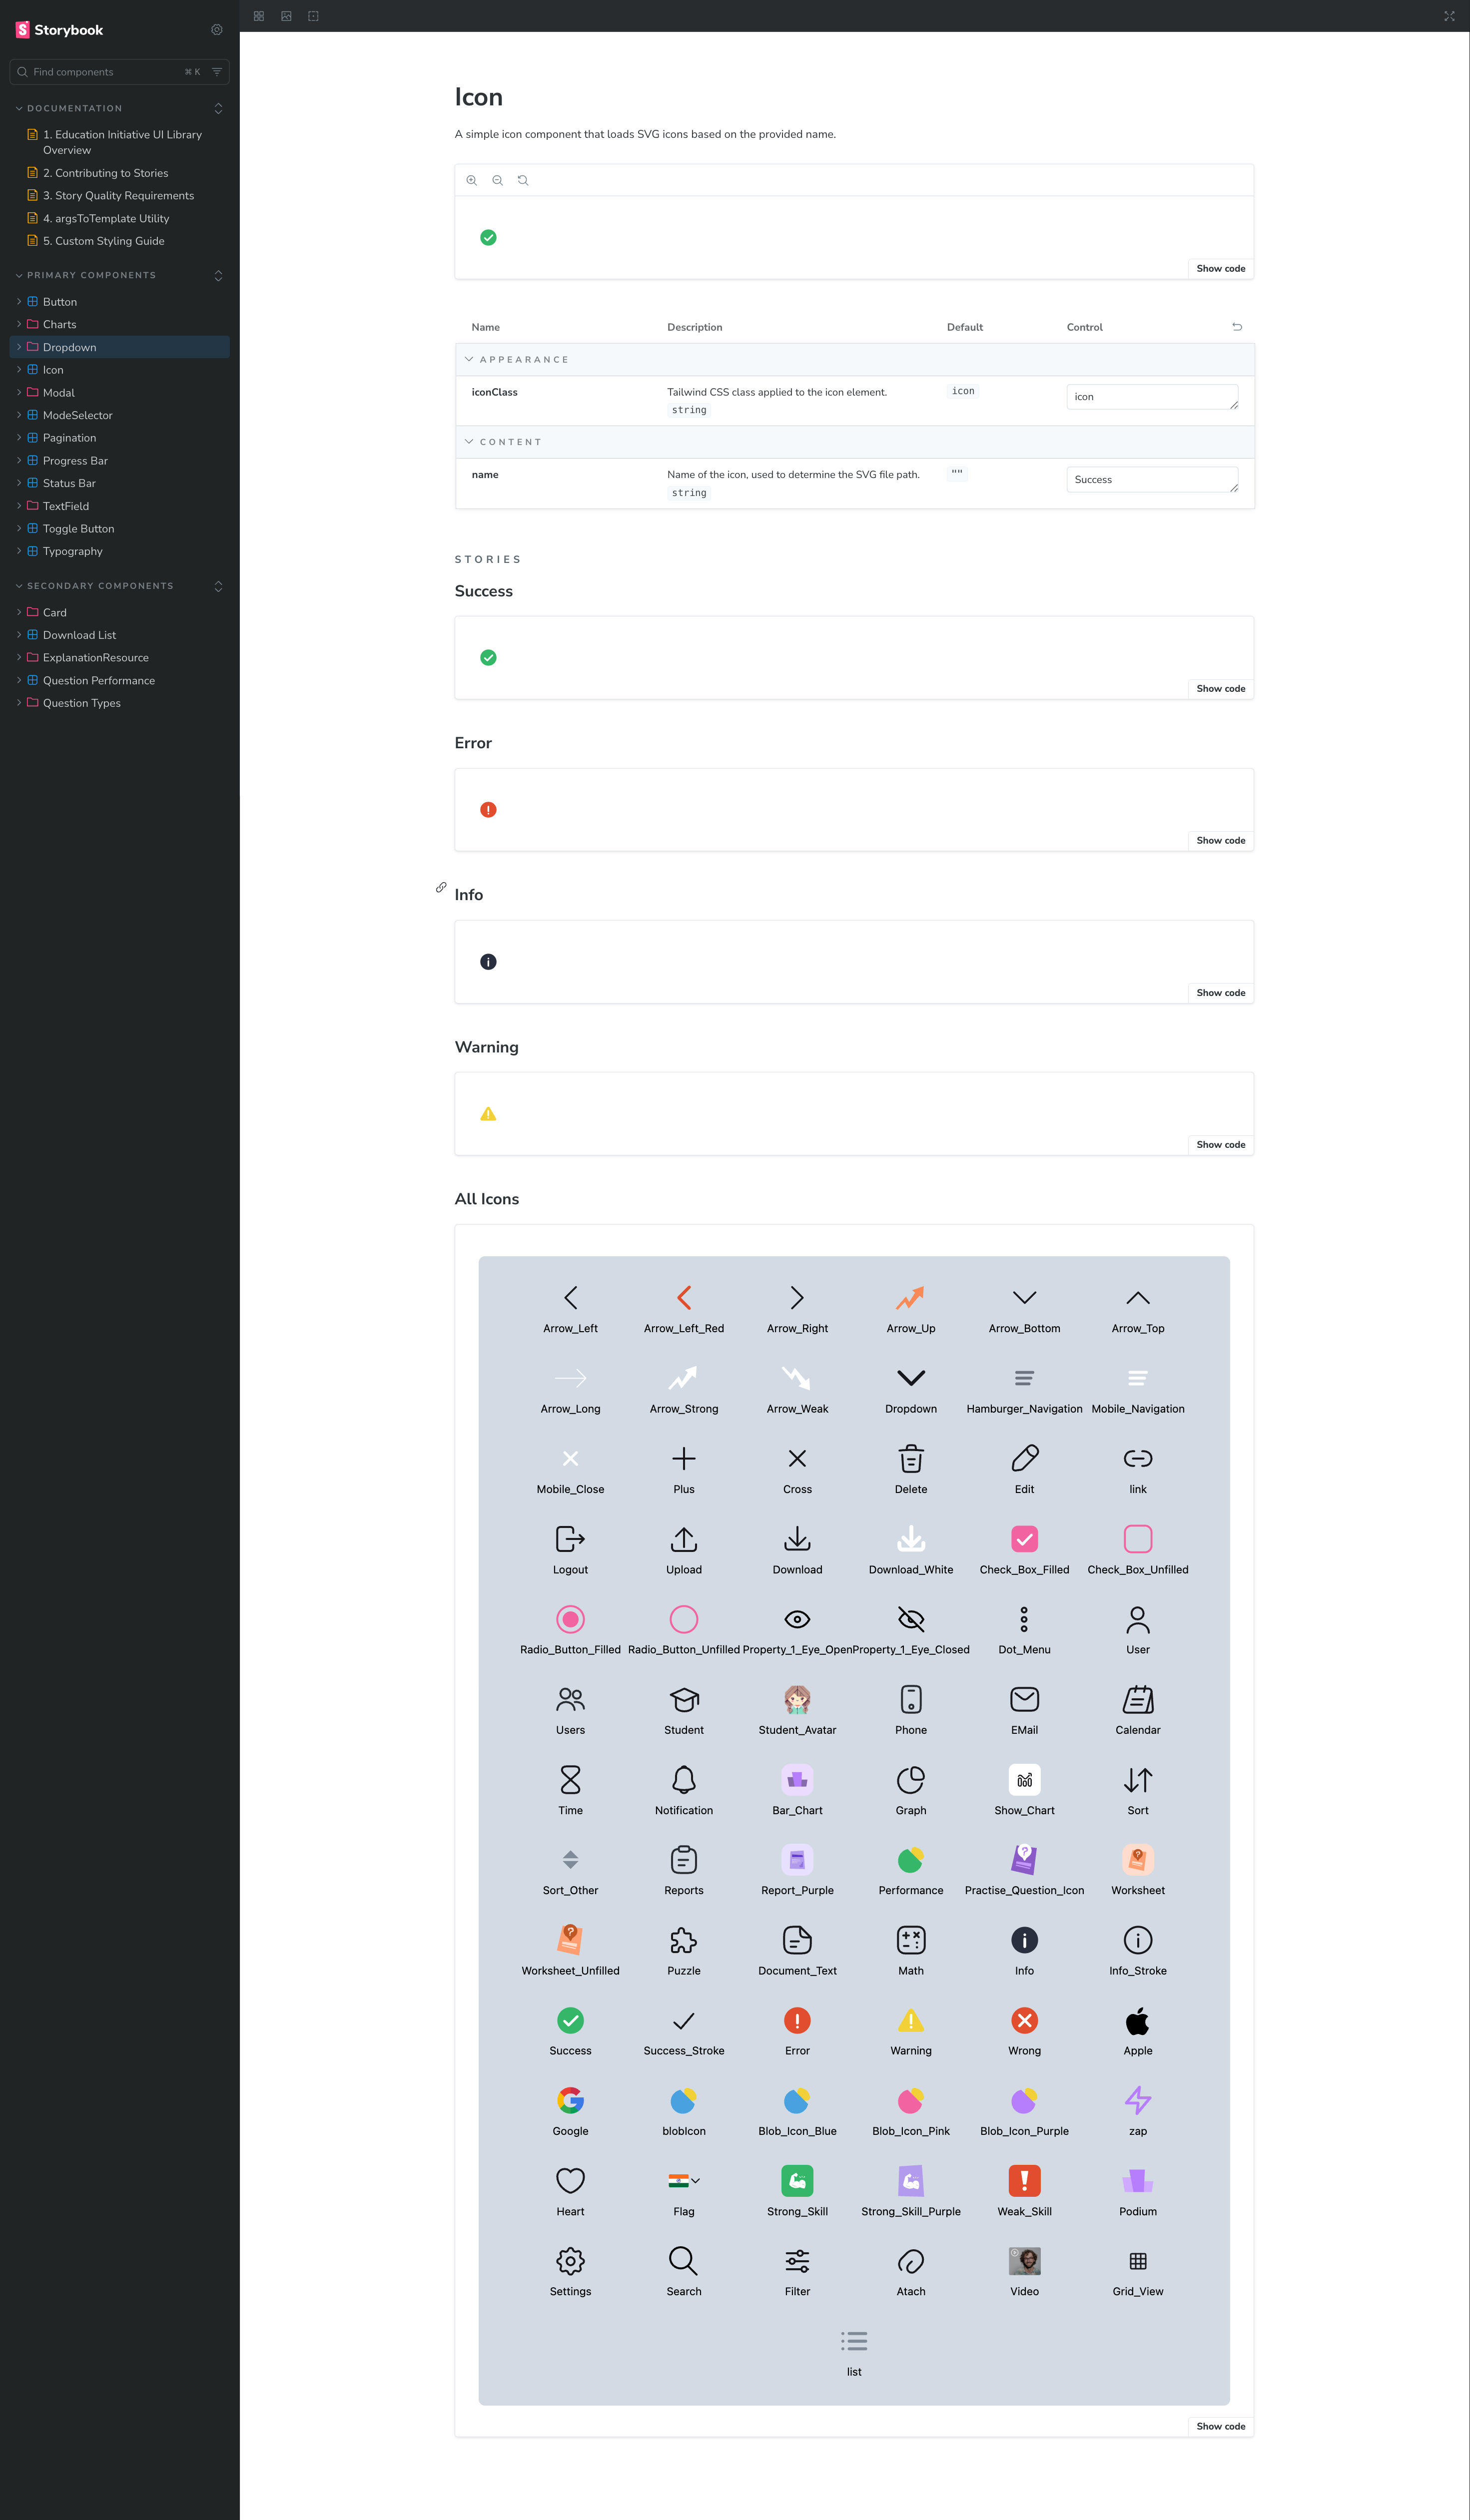 Storybook
Find components
⌘ K
DOCUMENTATION
1. Education Initiative UI Library
Overview
2. Contributing to Stories
3. Story Quality Requirements
4. argsToTemplate Utility
5. Custom Styling Guide
PRIMARY COMPONENTS
Button
Charts
Dropdown
Icon
Modal
ModeSelector
Pagination
Progress Bar
Status Bar
TextField
Toggle Button
Typography
SECONDARY COMPONENTS
Card
Download List
ExplanationResource
Question Performance
Question Types
Icon
A simple icon component that loads SVG icons based on the provided name.
Show code
Name Description Default Control
APPEARANCE
iconClass Tailwind CSS class applied to the icon element. icon icon
string
CONTENT
name Name of the icon, used to determine the SVG file path. "" Success
string
STORIES
Success
Show code
Error
Show code
Info
Show code
Warning
Show code
All Icons
Arrow_Left Arrow_Left_Red Arrow_Right Arrow_Up Arrow_Bottom Arrow_Top
Arrow_Long Arrow_Strong Arrow_Weak Dropdown Hamburger_Navigation Mobile_Navigation
Mobile_Close Plus Cross Delete Edit link
Logout Upload Download Download_White Check_Box_Filled Check_Box_Unfilled
Radio_Button_Filled Radio_Button_Unfilled Property_1_Eye_Open Property_1_Eye_Closed Dot_Menu User
Users Student Student_Avatar Phone EMail Calendar
Time Notification Bar_Chart Graph Show_Chart Sort
Sort_Other Reports Report_Purple Performance Practise_Question_Icon Worksheet
Worksheet_Unfilled Puzzle Document_Text Math Info Info_Stroke
Success Success_Stroke Error Warning Wrong Apple
Google blobIcon Blob_Icon_Blue Blob_Icon_Pink Blob_Icon_Purple zap
Heart Flag Strong_Skill Strong_Skill_Purple Weak_Skill Podium
Settings Search Filter Atach Video Grid_View
list
Show code